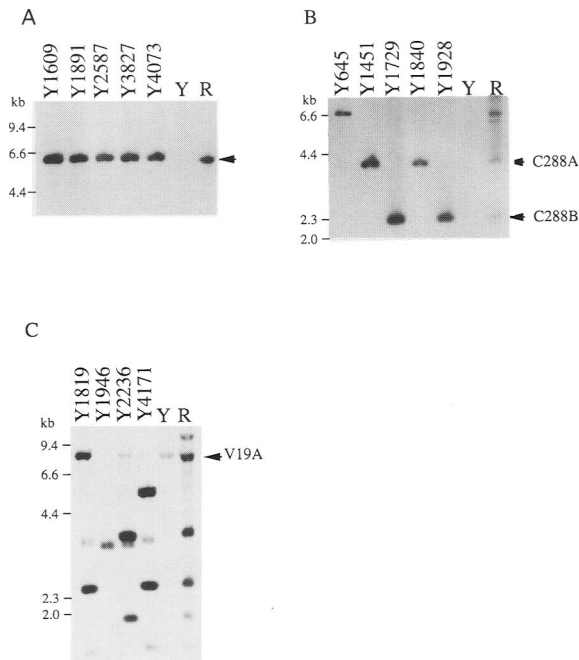 A
Y1609 Y1891 Y2587 Y3827 Y4073 Y R
kb
9.4
6.6
4.4
B
Y645 Y1451 Y1729 Y1840 Y1928 Y R
kb
6.6
4.4
C288A
2.3
C288B
2.0
C
Y1819 Y1946 Y2236 Y4171 Y R
kb
9.4
V19A
6.6
4.4
2.3
2.0